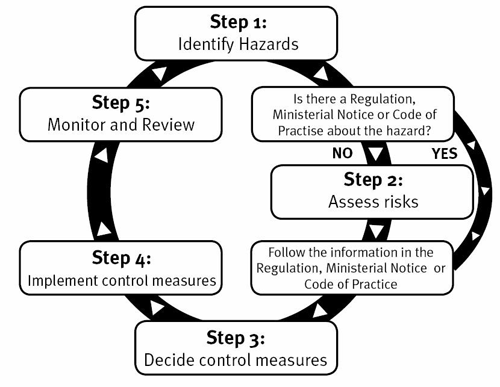 Step 1:
Identify Hazards
Is there a Regulation,
Ministerial Notice or Code of
Practise about the hazard?
NO
YES
Step 2:
Assess risks
Follow the information in the
Regulation, Ministerial Notice or
Code of Practice
Step 3:
Decide control measures
Step 4:
Implement control measures
Step 5:
Monitor and Review